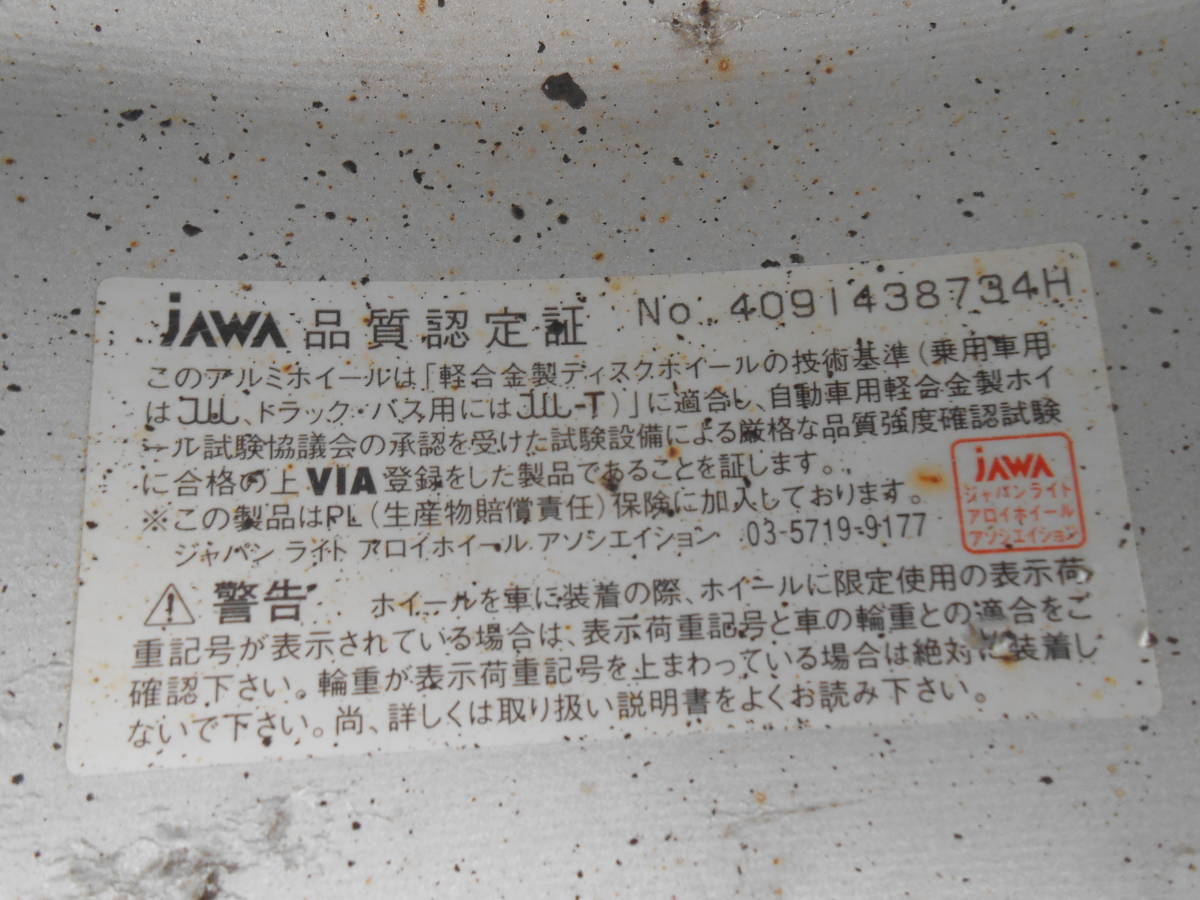 JAWA 品質認定証 No 4091438734H
このアルミホイールは「軽合金製ディスクホイールの技術基準(乗用車用
はJWL、トラック・バス用にはJWL-T)」に適合し、自動車用軽合金製ホイ
ール試験協議会の承認を受けた試験設備による厳格な品質強度確認試験
に合格の上VIA登録をした製品であることを証します。
※この製品はPL(生産物賠償責任)保険に加入しております。
ジャパン ライト アロイホイール アソシエイション 03-5719-9177
JAWA
ジャパンライト
アロイホイール
アソシエイション
⚠警告 ホイールを車に装着の際、ホイールに限定使用の表示荷
重記号が表示されている場合は、表示荷重記号と車の輪重との適合をご
確認下さい。輪重が表示荷重記号を上まわっている場合は絶対に装着し
ないで下さい。尚、詳しくは取り扱い説明書をよくお読み下さい。